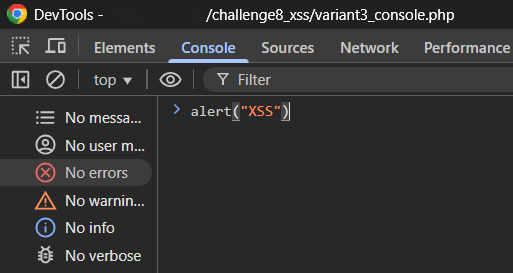 DevTools - /challenge8_xss/variant3_console.php
Elements Console Sources Network Pe
top ▼ Filter
No messa...
No user m...
No errors
No warnin...
No info
No verbose
> alert("XSS")